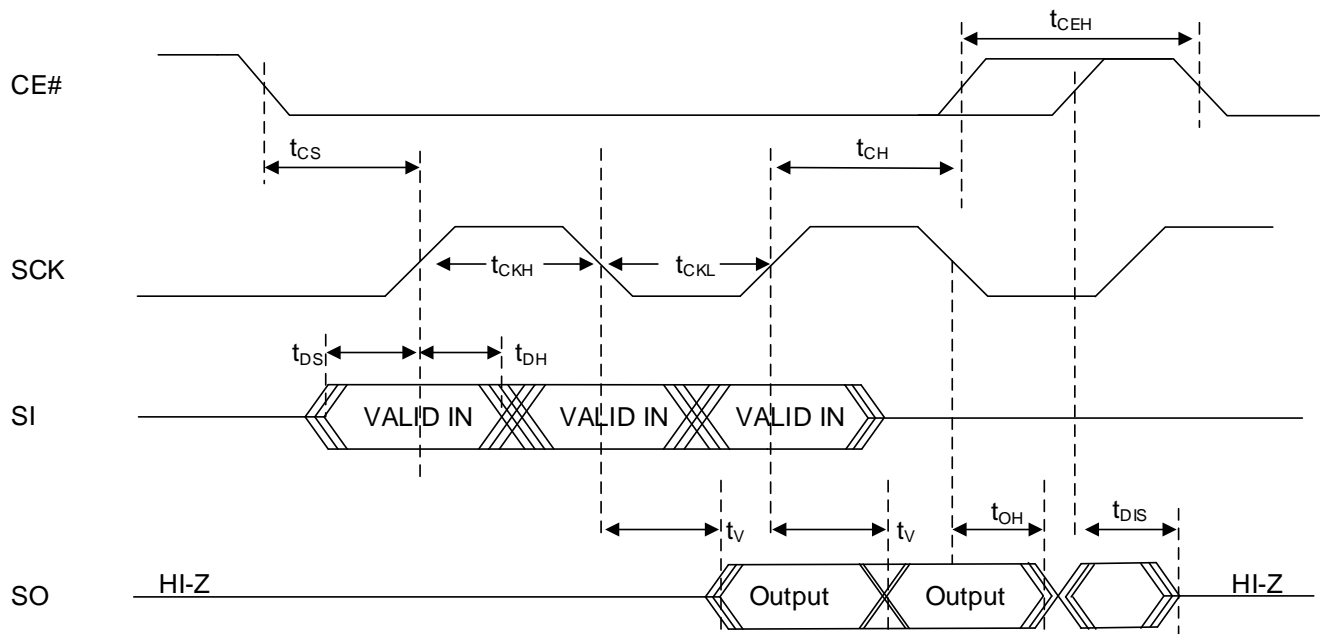 tCEH
CE#
tCS
tCH
SCK
tCKH
tCKL
tDS
tDH
SI
VALID IN
VALID IN
VALID IN
tV
tV
tOH
tDIS
SO
HI-Z
Output
Output
HI-Z